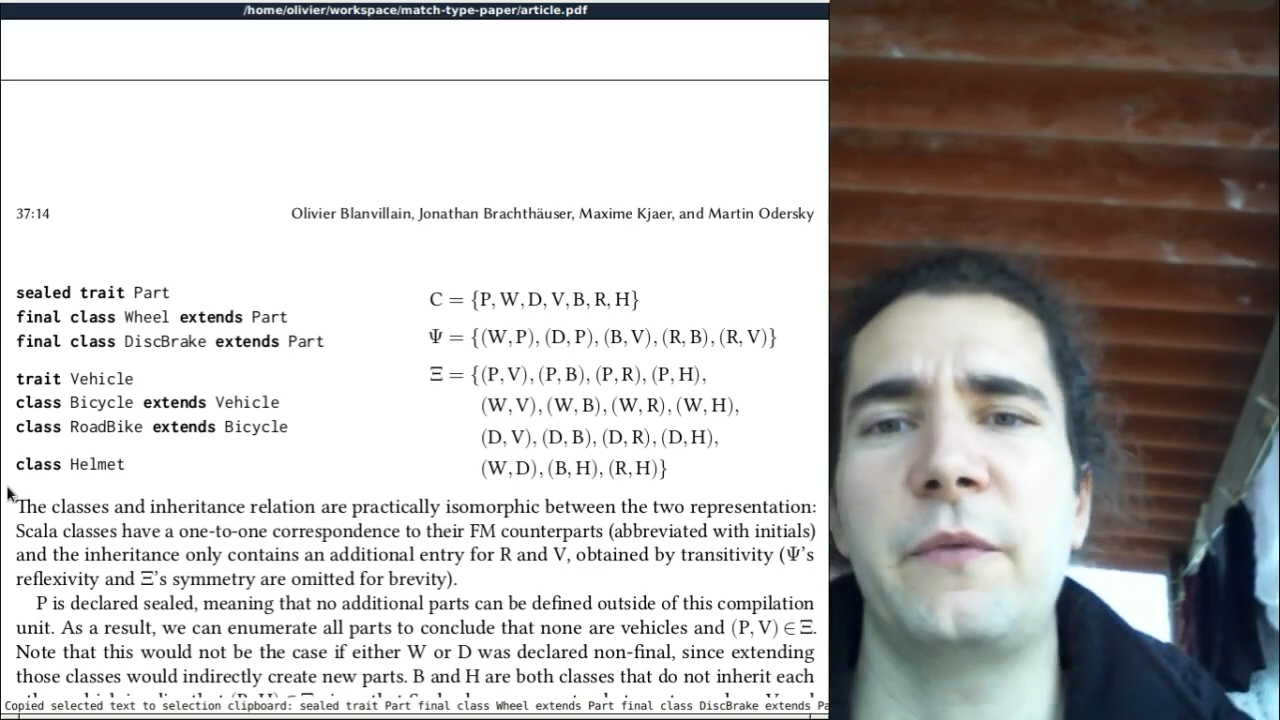 /home/olivier/workspace/match-type-paper/article.pdf
37:14
Olivier Blanvillain, Jonathan Brachthäuser, Maxime Kjaer, and Martin Odersky
sealed trait Part
final class Wheel extends Part
final class DiscBrake extends Part
trait Vehicle
class Bicycle extends Vehicle
class RoadBike extends Bicycle
class Helmet
C = {P, W, D, V, B, R, H}
Ψ = {(W, P), (D, P), (B, V), (R, B), (R, V)}
Ξ = {(P, V), (P, B), (P, R), (P, H),
(W, V), (W, B), (W, R), (W, H),
(D, V), (D, B), (D, R), (D, H),
(W, D), (B, H), (R, H)}
The classes and inheritance relation are practically isomorphic between the two representation:
Scala classes have a one-to-one correspondence to their FM counterparts (abbreviated with initials)
and the inheritance only contains an additional entry for R and V, obtained by transitivity (Ψ's
reflexivity and Ξ's symmetry are omitted for brevity).
P is declared sealed, meaning that no additional parts can be defined outside of this compilation
unit. As a result, we can enumerate all parts to conclude that none are vehicles and (P, V) ∈ Ξ.
Note that this would not be the case if either W or D was declared non-final, since extending
those classes would indirectly create new parts. B and H are both classes that do not inherit each
Copied selected text to selection clipboard: sealed trait Part final class Wheel extends Part final class DiscBrake extends Pa